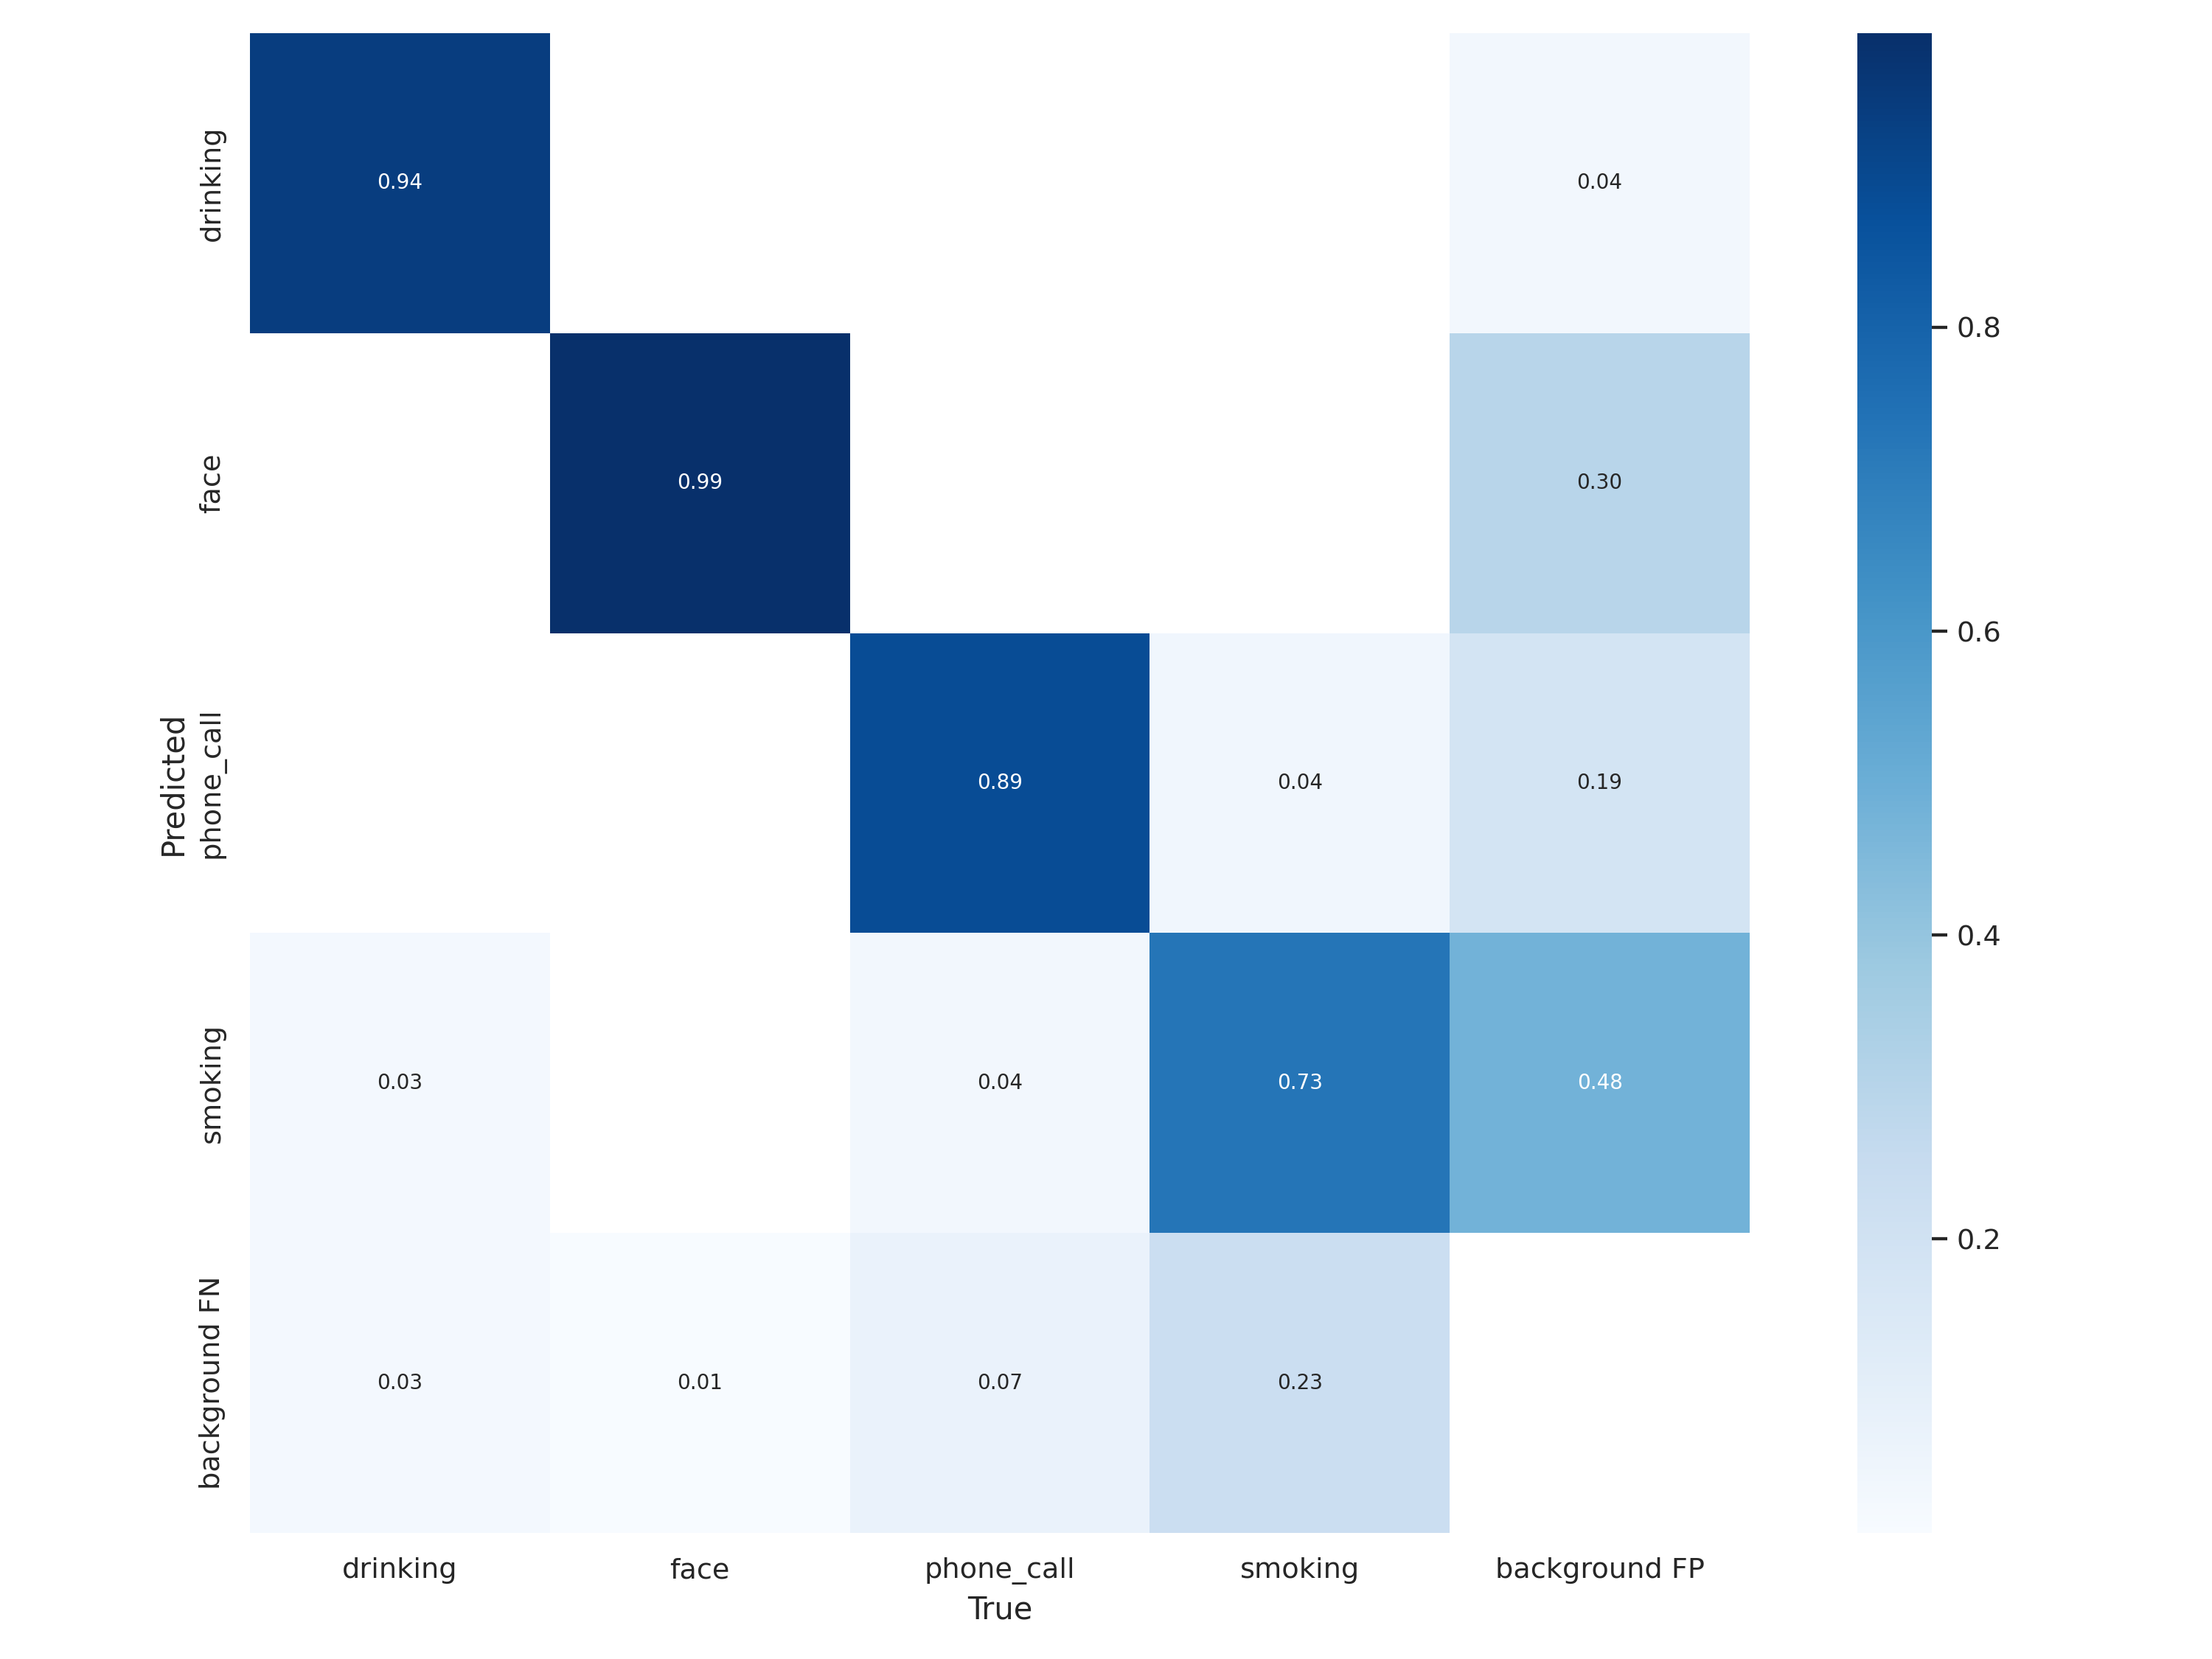 drinking
0.94
0.04
0.8
face
0.99
0.30
0.6
Predicted
phone_call
0.89
0.04
0.19
0.4
smoking
0.03
0.04
0.73
0.48
0.2
background FN
0.03
0.01
0.07
0.23
drinking
face
phone_call
smoking
background FP
True